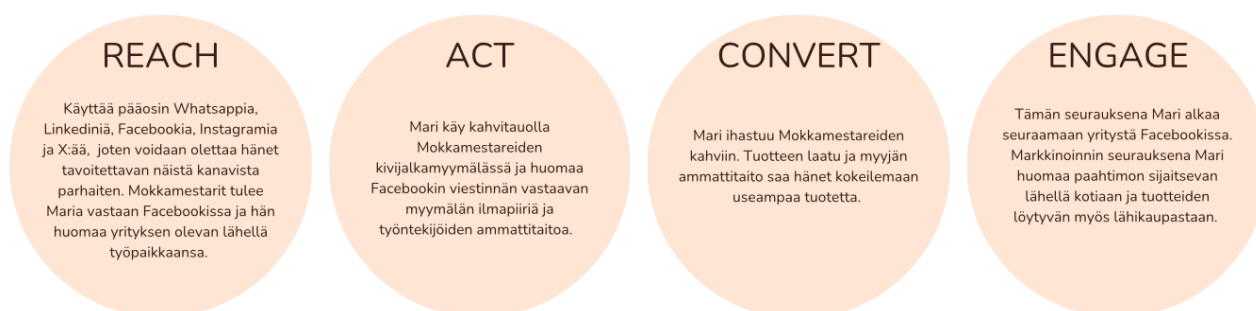 REACH
Käyttää pääosin Whatsappia,
Linkediniä, Facebookia, Instagramia
ja X:ää, joten voidaan olettaa hänet
tavoitettavan näistä kanavista
parhaiten. Mokkamestarit tulee
Maria vastaan Facebookissa ja hän
huomaa yrityksen olevan lähellä
työpaikkaansa.
ACT
Mari käy kahvitauolla
Mokkamestareiden
kivijalkamyymälässä ja huomaa
Facebookin viestinnän vastaavan
myymälän ilmapiiriä ja
työntekijöiden ammattitaitoa.
CONVERT
Mari ihastuu Mokkamestareiden
kahviin. Tuotteen laatu ja myyjän
ammattitaito saa hänet kokeilemaan
useampaa tuotetta.
ENGAGE
Tämän seurauksena Mari alkaa
seuraamaan yritystä Facebookissa.
Markkinoinnin seurauksena Mari
huomaa paahtimon sijaitsevan
lähellä kotiaan ja tuotteiden
löytyvän myös lähikaupastaan.